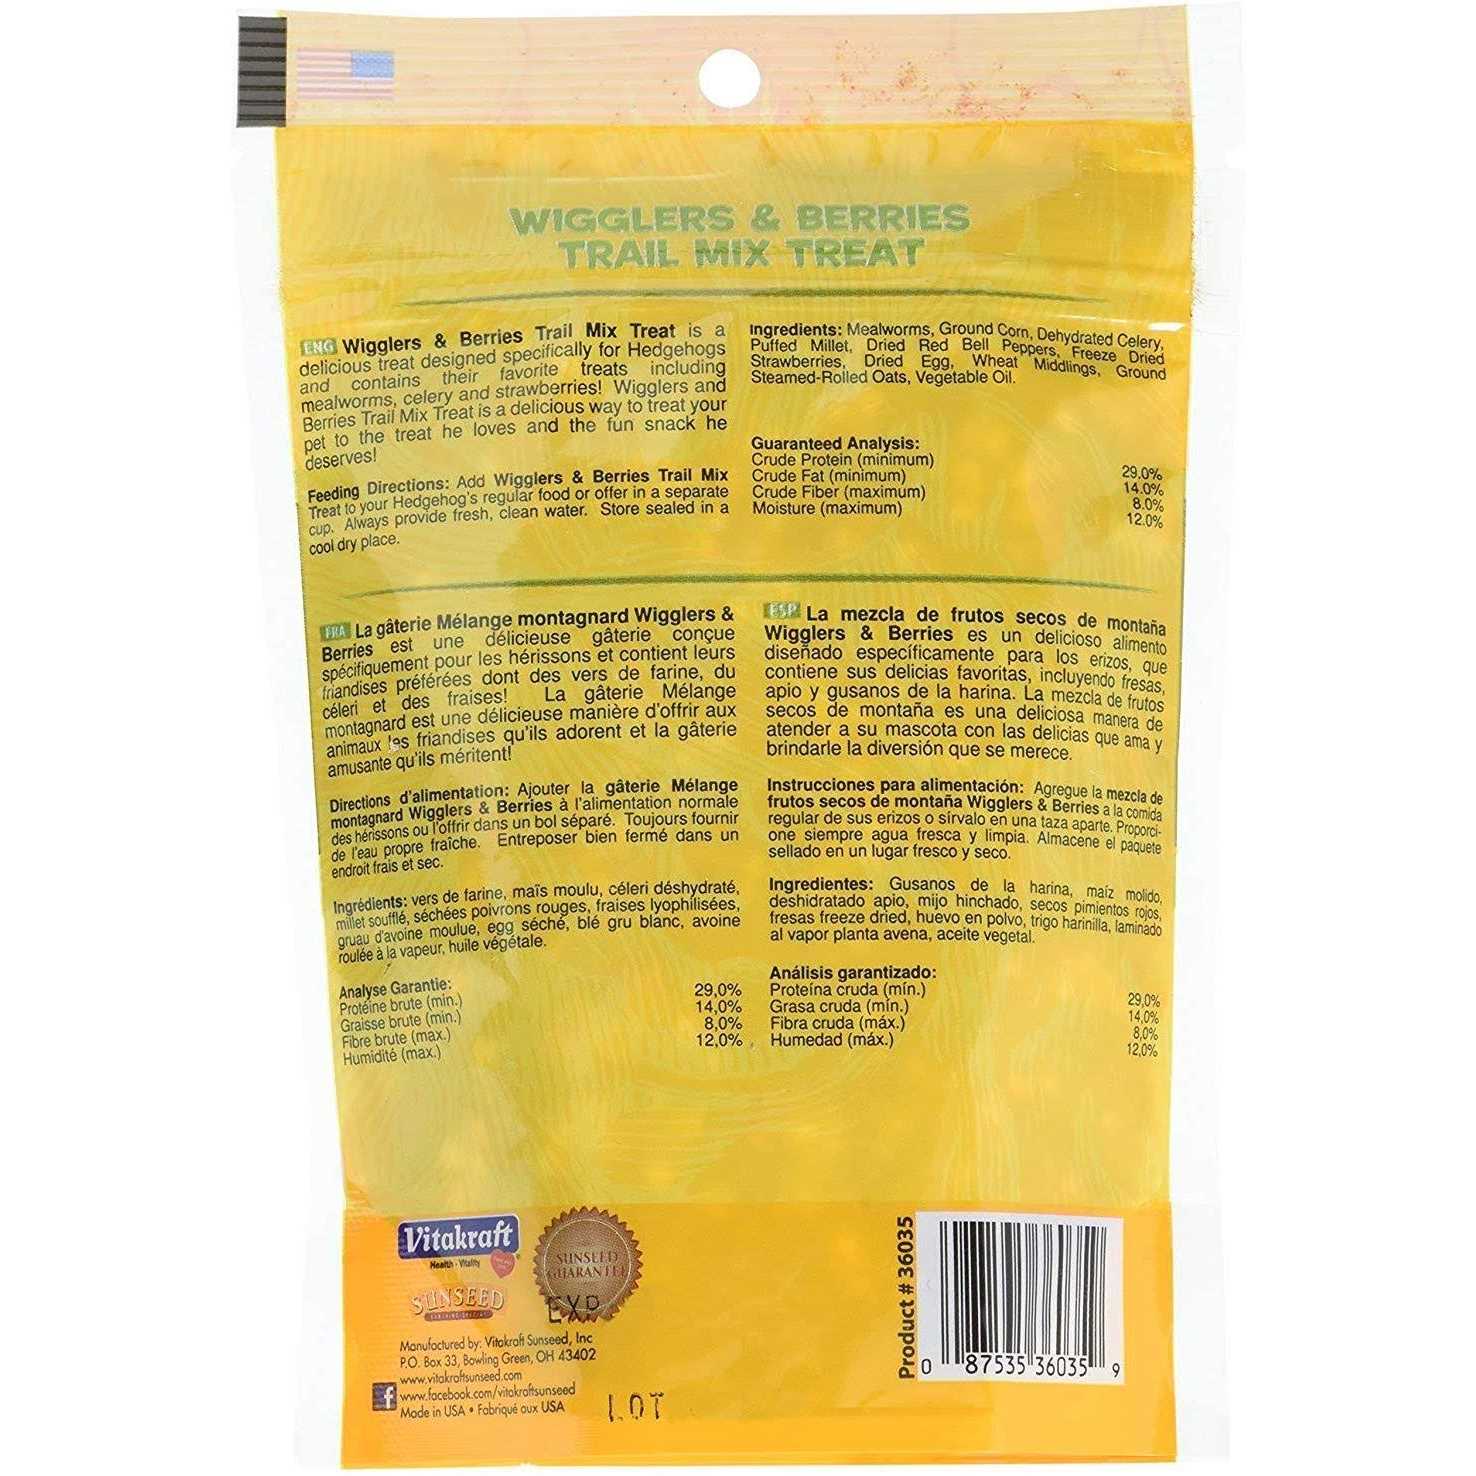 WIGGLERS & BERRIES
TRAIL MIX TREAT
ENG Wigglers & Berries Trail Mix Treat is a
delicious treat designed specifically for Hedgehogs
and contains their favorite treats including
mealworms, celery and strawberries! Wigglers and
Berries Trail Mix Treat is a delicious way to treat your
pet to the treat he loves and the fun snack he
deserves!
Feeding Directions: Add Wigglers & Berries Trail Mix
Treat to your Hedgehog's regular food or offer in a separate
cup. Always provide fresh, clean water. Store sealed in a
cool dry place.
Ingredients: Mealworms, Ground Corn, Dehydrated Celery,
Puffed Millet, Dried Red Bell Peppers, Freeze Dried
Strawberries, Dried Egg, Wheat Middlings, Ground
Steamed-Rolled Oats, Vegetable Oil.
Guaranteed Analysis:
Crude Protein (minimum) 29.0%
Crude Fat (minimum) 14.0%
Crude Fiber (maximum) 8.0%
Moisture (maximum) 12.0%
FRA La gâterie Mélange montagnard Wigglers &
Berries est une délicieuse gâterie conçue
spécifiquement pour les hérissons et contient leurs
friandises préférées dont des vers de farine, du
céleri et des fraises! La gâterie Mélange
montagnard est une délicieuse manière d'offrir aux
animaux les friandises qu'ils adorent et la gâterie
amusante qu'ils méritent!
Directions d'alimentation: Ajouter la gâterie Mélange
montagnard Wigglers & Berries à l'alimentation normale
des hérissons ou l'offrir dans un bol séparé. Toujours fournir
de l'eau propre fraîche. Entreposer bien fermé dans un
endroit frais et sec.
Ingrédients: vers de farine, maïs moulu, céleri déshydraté,
millet soufflé, séchées poivrons rouges, fraises lyophilisées,
gruau d'avoine moulue, egg séché, blé gru blanc, avoine
roulée à la vapeur, huile végétale.
Analyse Garantie:
Protéine brute (min.) 29,0%
Graisse brute (min.) 14,0%
Fibre brute (max.) 8,0%
Humidité (max.) 12,0%
ESP La mezcla de frutos secos de montaña
Wigglers & Berries es un delicioso alimento
diseñado específicamente para los erizos, que
contiene sus delicias favoritas, incluyendo fresas,
apio y gusanos de la harina. La mezcla de frutos
secos de montaña es una deliciosa manera de
atender a su mascota con las delicias que ama y
brindarle la diversión que se merece.
Instrucciones para alimentación: Agregue la mezcla de
frutos secos de montaña Wigglers & Berries a la comida
regular de sus erizos o sírvalo en una taza aparte. Proporci-
one siempre agua fresca y limpia. Almacene el paquete
sellado en un lugar fresco y seco.
Ingredientes: Gusanos de la harina, maíz molido,
deshidratado apio, mijo hinchado, secos pimientos rojos,
fresas freeze dried, huevo en polvo, trigo harinilla, laminado
al vapor planta avena, aceite vegetal.
Análisis garantizado:
Proteína cruda (mín.) 29,0%
Grasa cruda (mín.) 14,0%
Fibra cruda (máx.) 8,0%
Humedad (máx.) 12,0%
Vitakraft
Health - Vitality
SUNSEED
SUNSEED
GUARANTEE
EXP
Manufactured by: Vitakraft Sunseed, Inc
P.O. Box 33, Bowling Green, OH 43402
www.vitakraftsunseed.com
f www.facebook.com/vitakraftsunseed
Made in USA • Fabriqué aux USA
LOT
Product # 36035
0 87535 36035 9